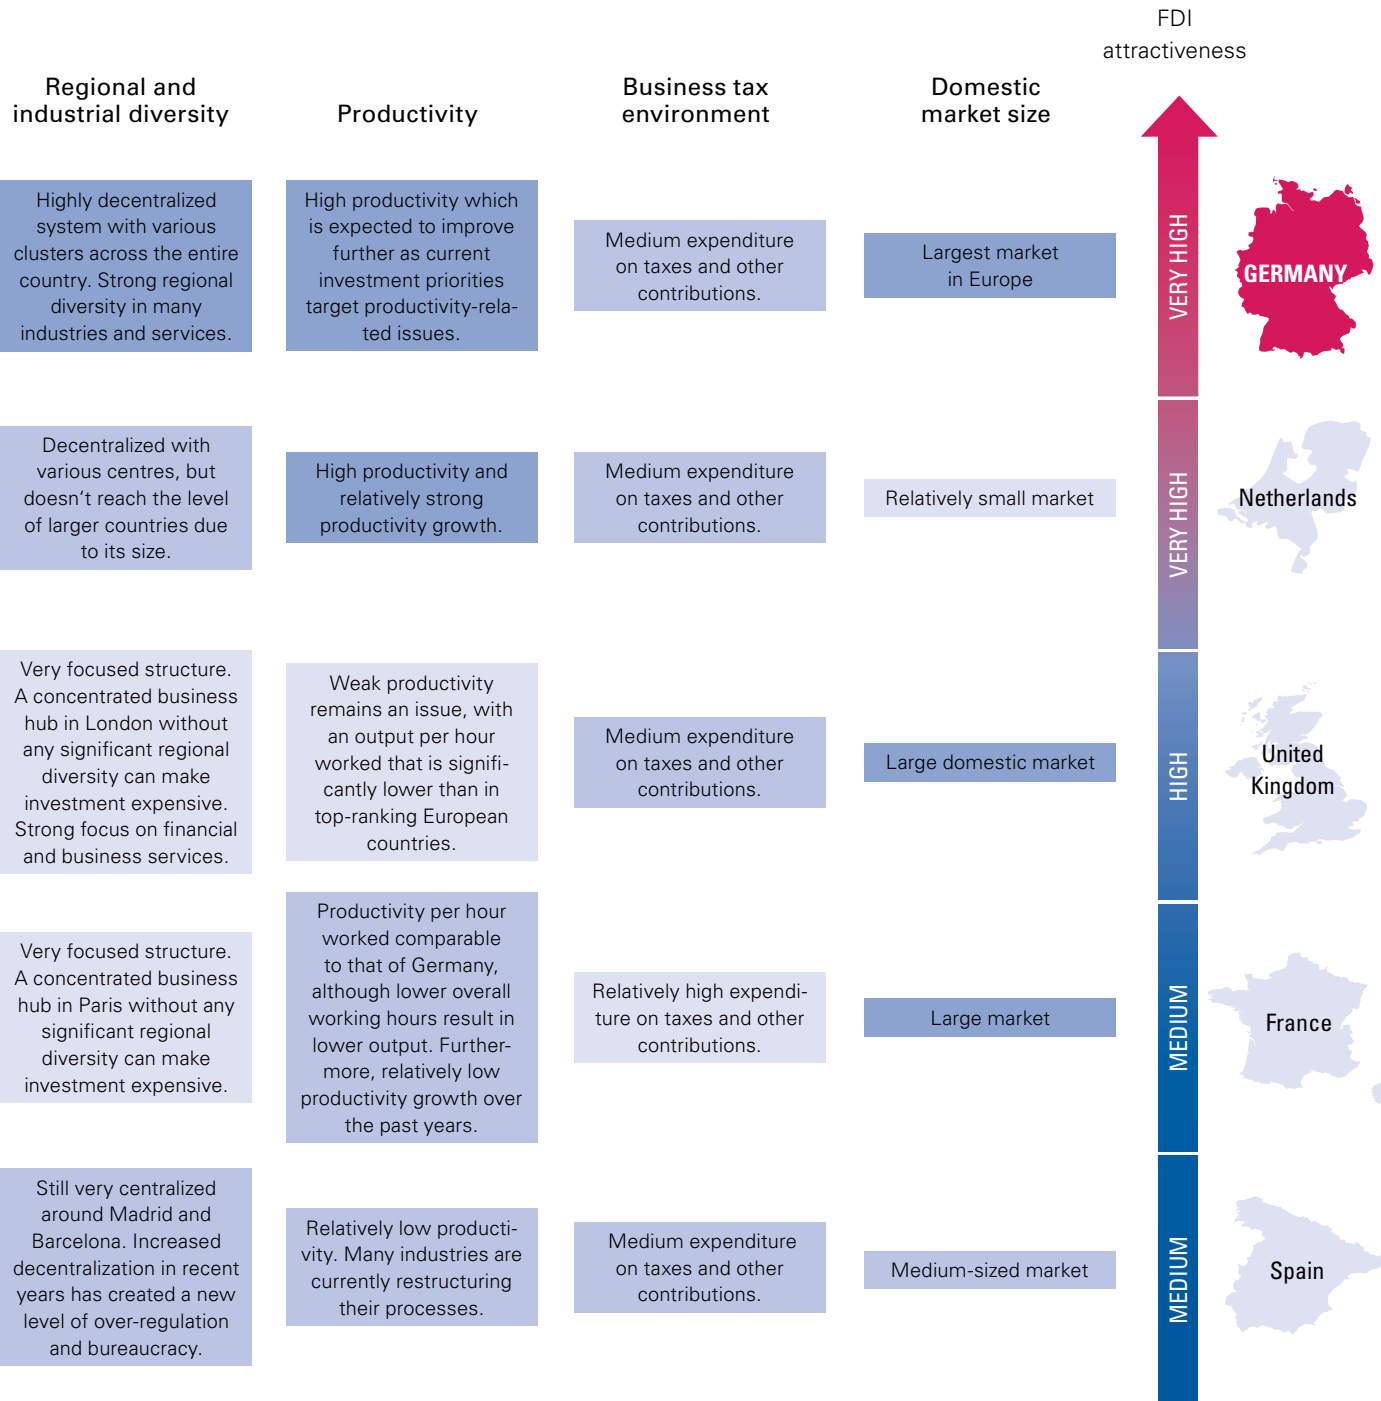 FDI
attractiveness
Regional and
industrial diversity
Productivity
Business tax
environment
Domestic
market size
Highly decentralized
system with various
clusters across the entire
country. Strong regional
diversity in many
industries and services.
High productivity which
is expected to improve
further as current
investment priorities
target productivity-rela-
ted issues.
Medium expenditure
on taxes and other
contributions.
Largest market
in Europe
VERY HIGH
GERMANY
Decentralized with
various centres, but
doesn‘t reach the level
of larger countries due
to its size.
High productivity and
relatively strong
productivity growth.
Medium expenditure
on taxes and other
contributions.
Relatively small market
VERY HIGH
Netherlands
Very focused structure.
A concentrated business
hub in London without
any significant regional
diversity can make
investment expensive.
Strong focus on financial
and business services.
Weak productivity
remains an issue, with
an output per hour
worked that is signifi-
cantly lower than in
top-ranking European
countries.
Medium expenditure
on taxes and other
contributions.
Large domestic market
HIGH
United
Kingdom
Very focused structure.
A concentrated business
hub in Paris without any
significant regional
diversity can make
investment expensive.
Productivity per hour
worked comparable
to that of Germany,
although lower overall
working hours result in
lower output. Further-
more, relatively low
productivity growth over
the past years.
Relatively high expendi-
ture on taxes and other
contributions.
Large market
MEDIUM
France
Still very centralized
around Madrid and
Barcelona. Increased
decentralization in recent
years has created a new
level of over-regulation
and bureaucracy.
Relatively low producti-
vity. Many industries are
currently restructuring
their processes.
Medium expenditure
on taxes and other
contributions.
Medium-sized market
MEDIUM
Spain